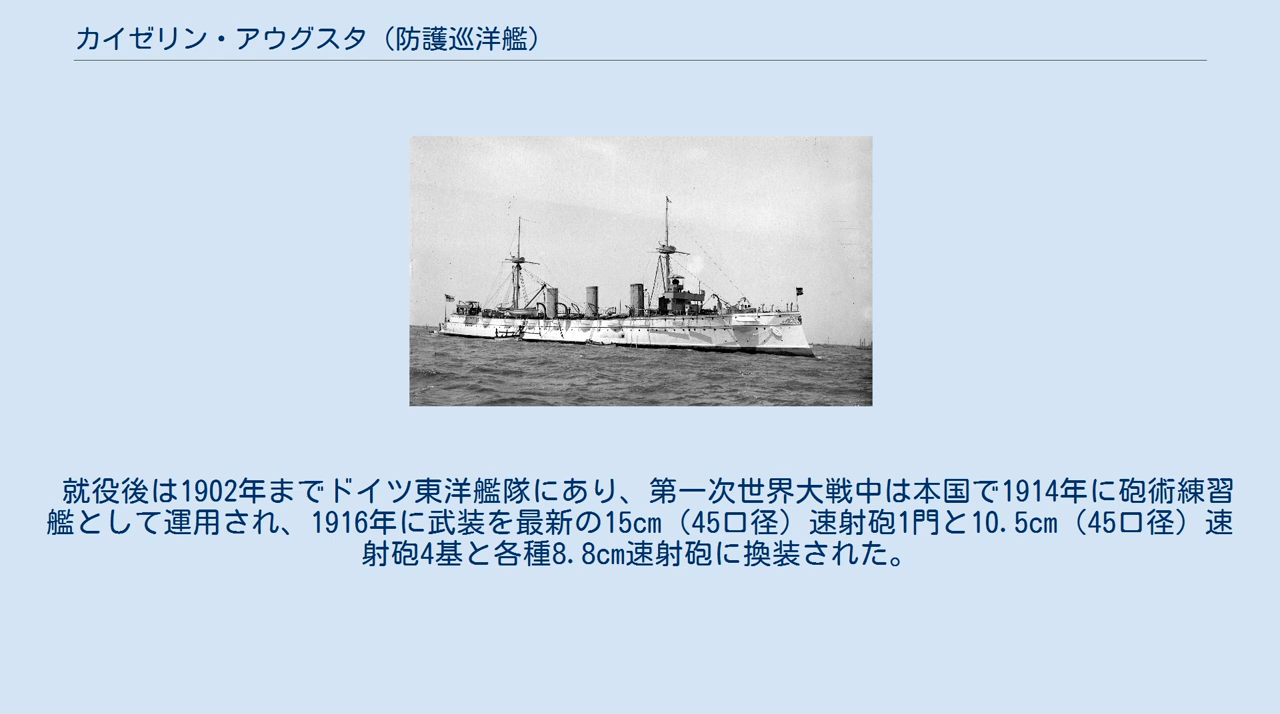 カイゼリン・アウグスタ（防護巡洋艦）
就役後は1902年までドイツ東洋艦隊にあり、第一次世界大戦中は本国で1914年に砲術練習
艦として運用され、1916年に武装を最新の15cm（45口径）速射砲1門と10.5cm（45口径）速
射砲4基と各種8.8cm速射砲に換装された。